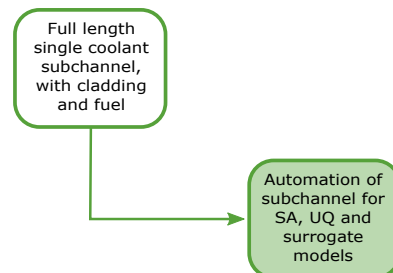 Full length
single coolant
subchannel,
with cladding
and fuel
Automation of
subchannel for
SA, UQ and
surrogate
models